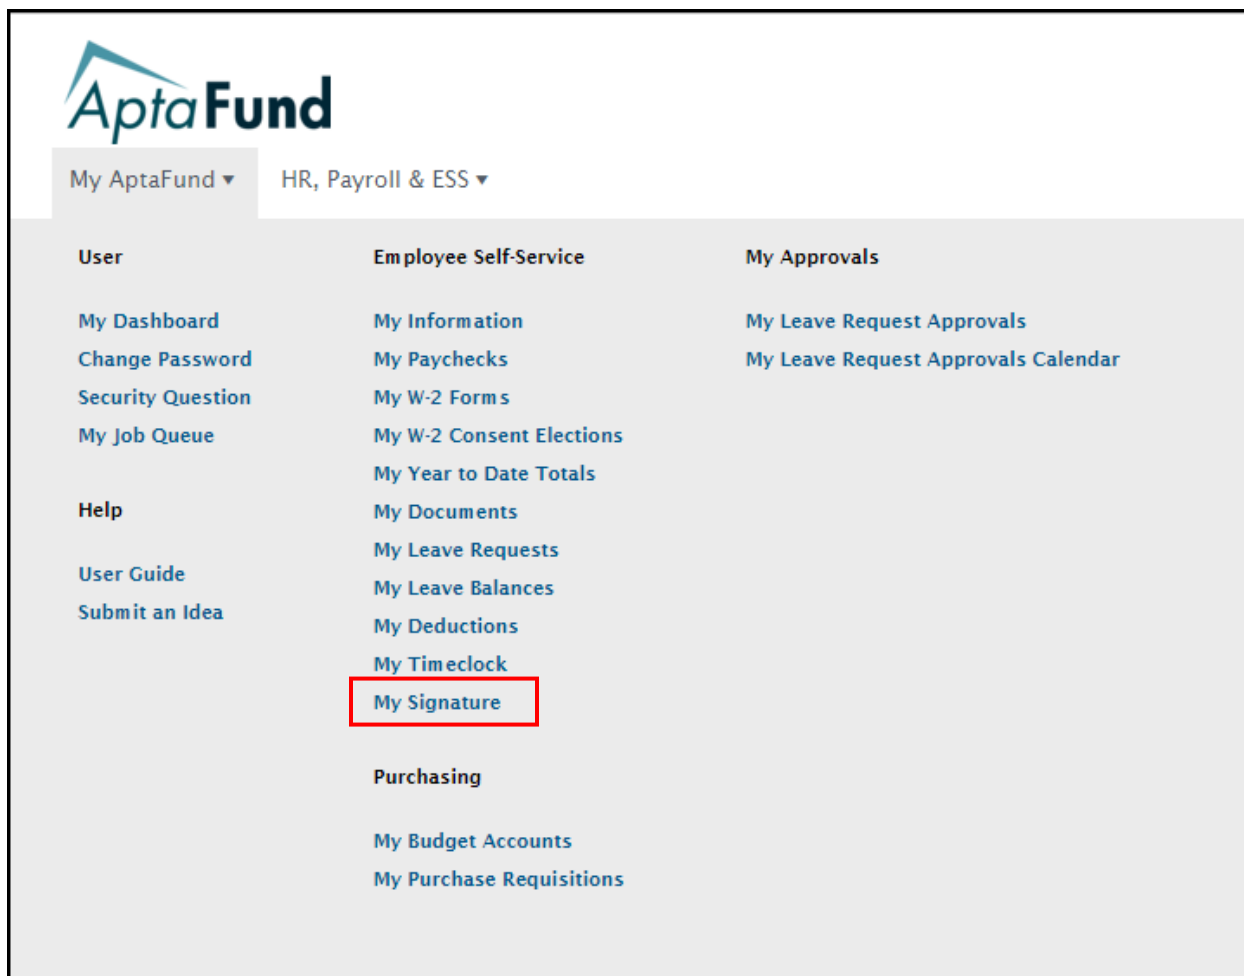 AptaFund
My AptaFund ▾
HR, Payroll & ESS ▾
User
My Dashboard
Change Password
Security Question
My Job Queue
Help
User Guide
Submit an Idea
Employee Self-Service
My Information
My Paychecks
My W-2 Forms
My W-2 Consent Elections
My Year to Date Totals
My Documents
My Leave Requests
My Leave Balances
My Deductions
My Timeclock
My Signature
Purchasing
My Budget Accounts
My Purchase Requisitions
My Approvals
My Leave Request Approvals
My Leave Request Approvals Calendar